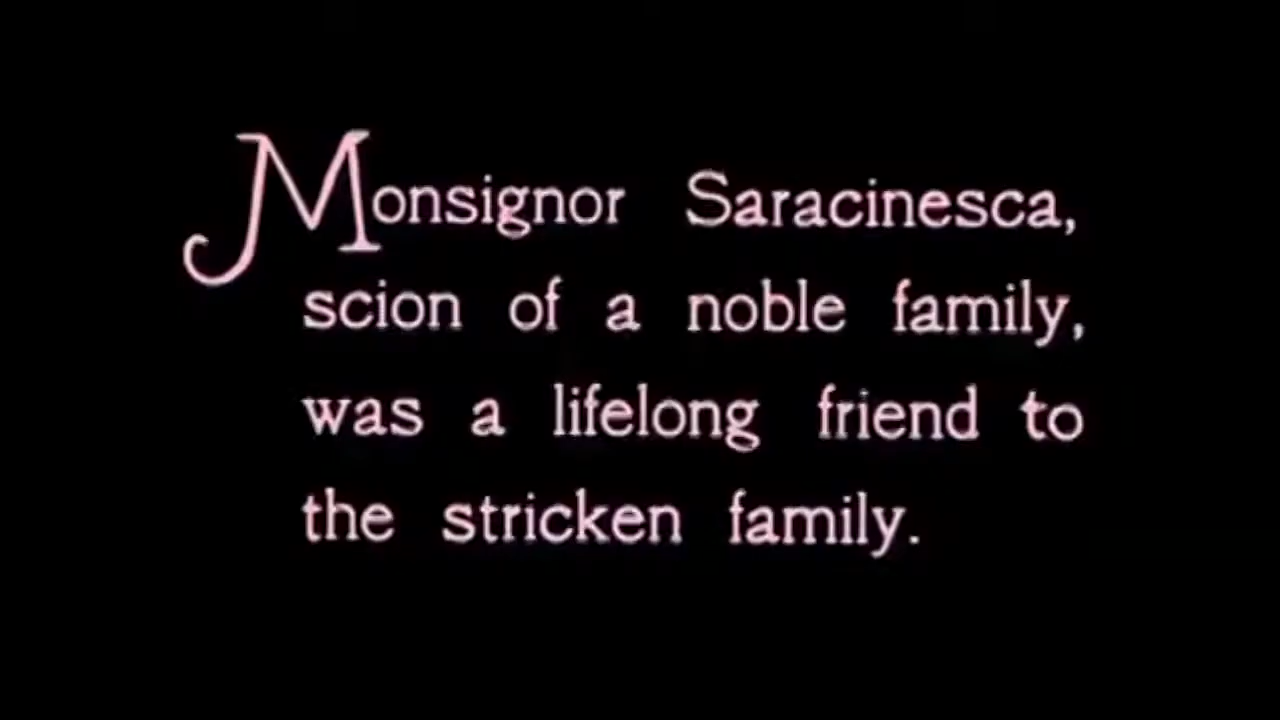 Monsignor Saracinesca,
scion of a noble family,
was a lifelong friend to
the stricken family.